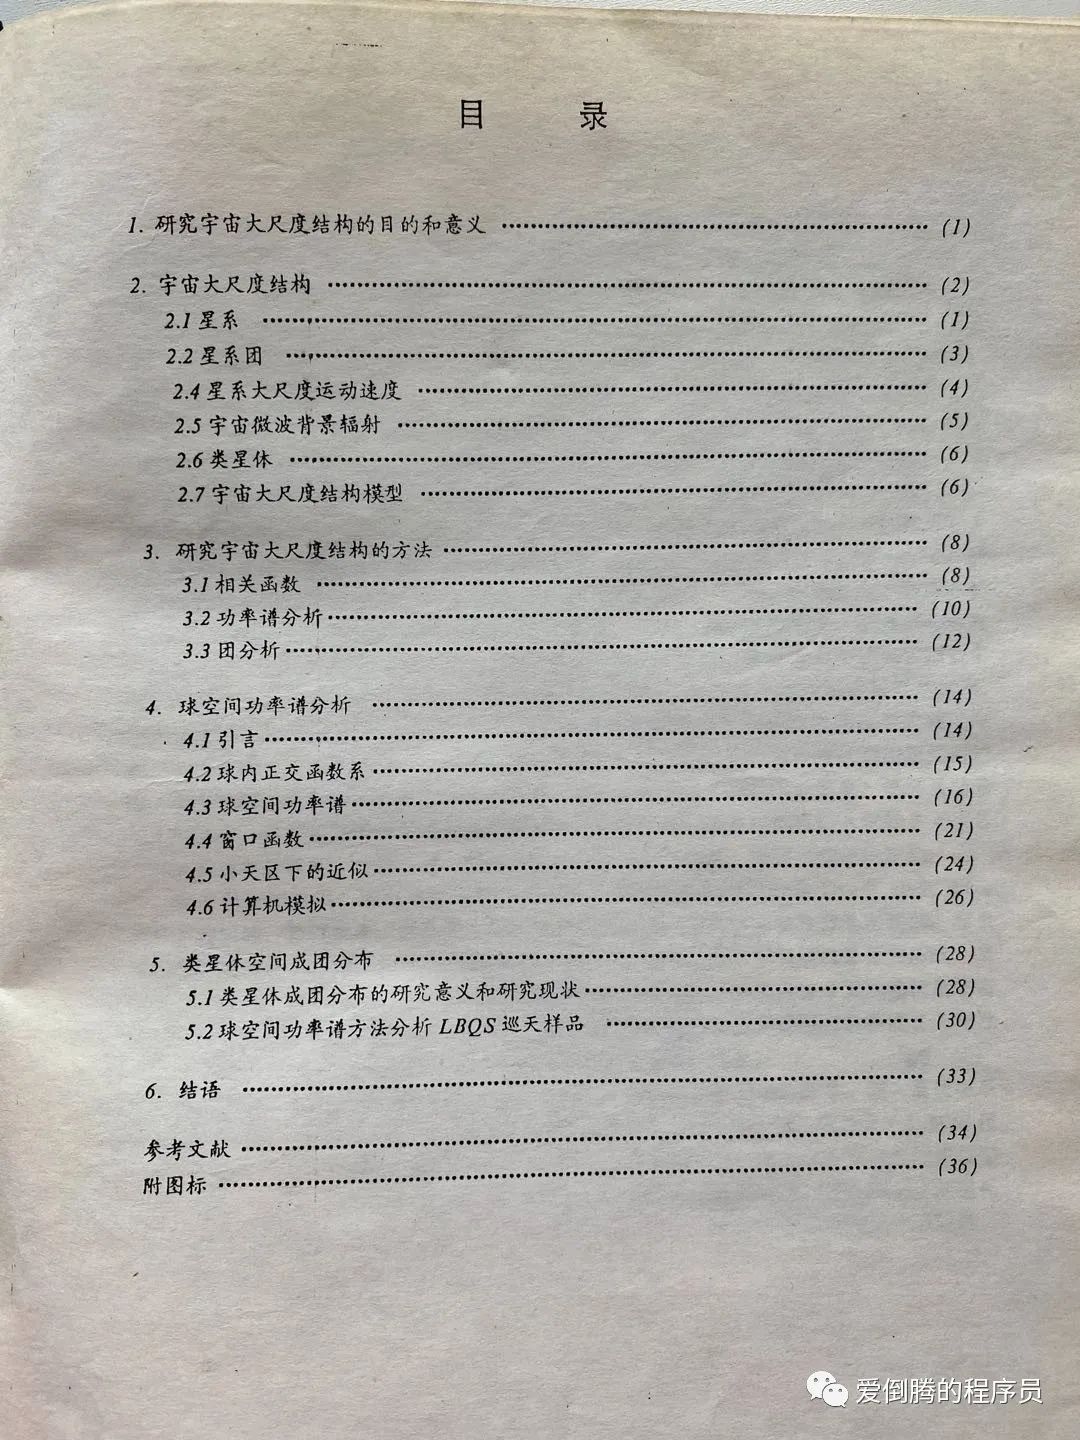 目 录
1. 研究宇宙大尺度结构的目的和意义 (1)
2. 宇宙大尺度结构 (2)
2.1 星系 (1)
2.2 星系团 (3)
2.4 星系大尺度运动速度 (4)
2.5 宇宙微波背景辐射 (5)
2.6 类星体 (6)
2.7 宇宙大尺度结构模型 (6)
3. 研究宇宙大尺度结构的方法 (8)
3.1 相关函数 (8)
3.2 功率谱分析 (10)
3.3 团分析 (12)
4. 球空间功率谱分析 (14)
4.1 引言 (14)
4.2 球内正交函数系 (15)
4.3 球空间功率谱 (16)
4.4 窗口函数 (21)
4.5 小天区下的近似 (24)
4.6 计算机模拟 (26)
5. 类星体空间成团分布 (28)
5.1 类星体成团分布的研究意义和研究现状 (28)
5.2 球空间功率谱方法分析 LBQS 巡天样品 (30)
6. 结语 (33)
参考文献 (34)
附图标 (36)
爱倒腾的程序员